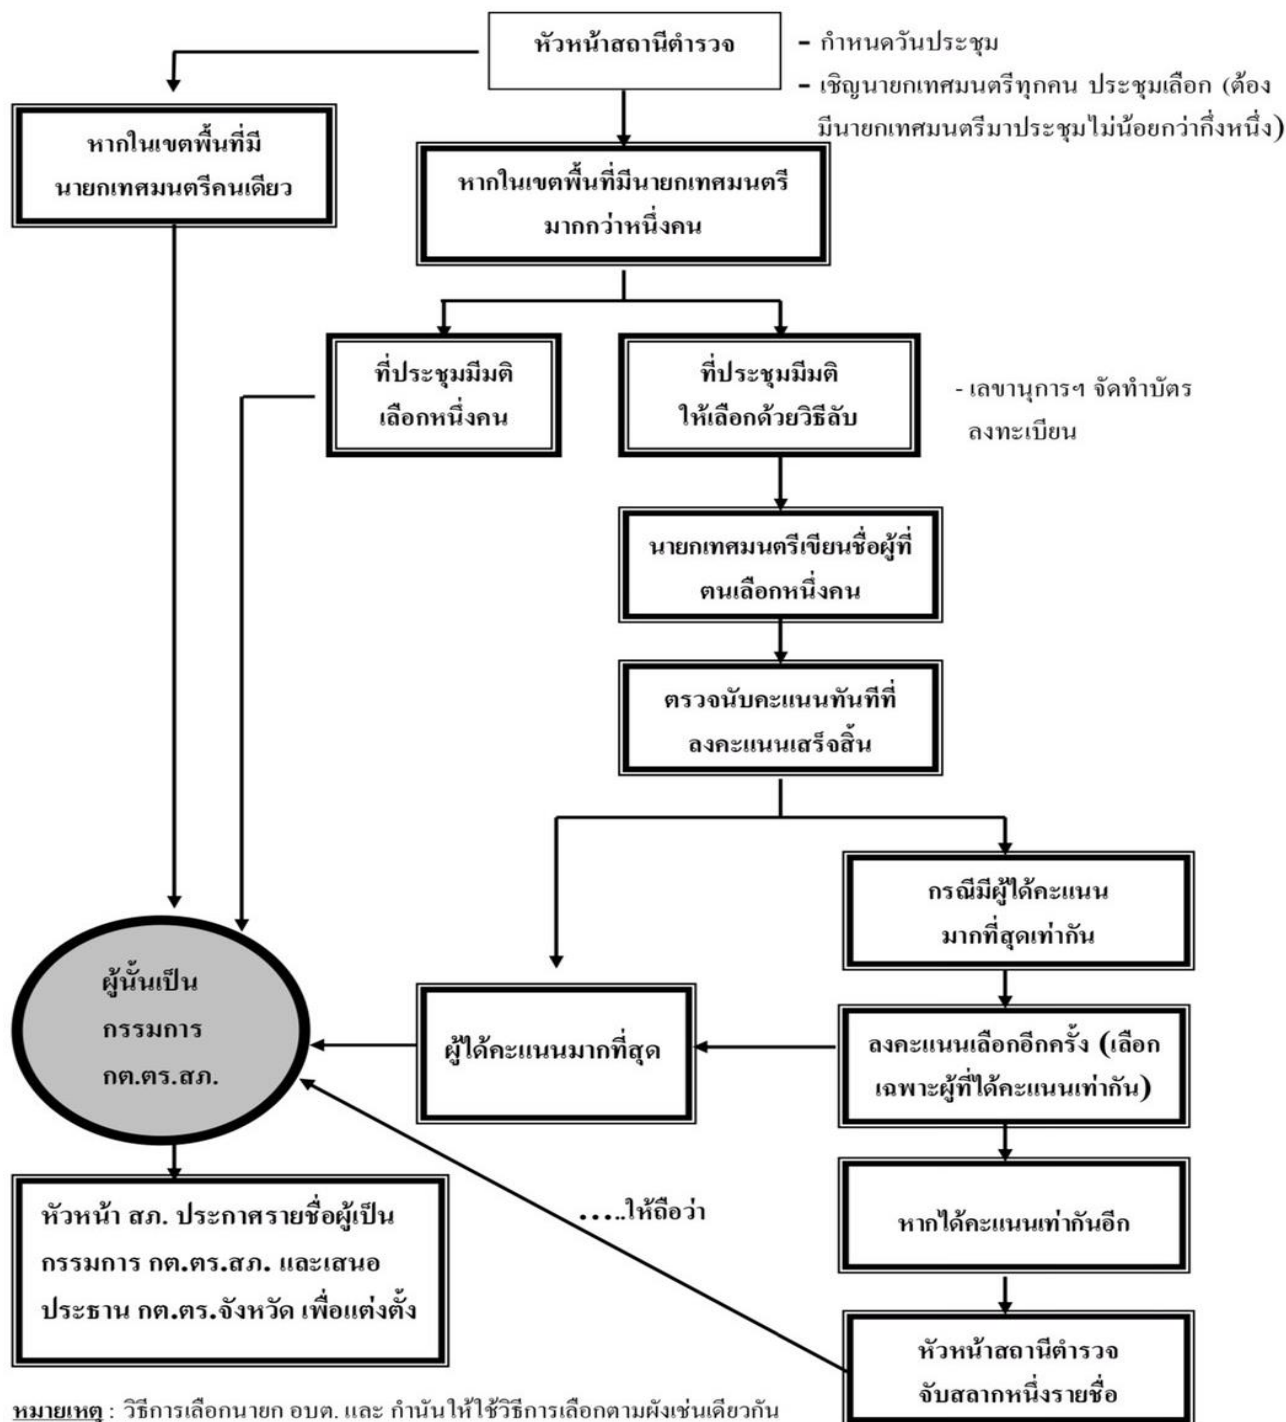 หัวหน้าสถานีตำรวจ
- กำหนดวันประชุม
- เชิญนายกเทศมนตรีทุกคน ประชุมเลือก (ต้อง
มีนายกเทศมนตรีมาประชุมไม่น้อยกว่ากึ่งหนึ่ง)
หากในเขตพื้นที่มี
นายกเทศมนตรีคนเดียว
หากในเขตพื้นที่มีนายกเทศมนตรี
มากกว่าหนึ่งคน
ที่ประชุมมีมติ
เลือกหนึ่งคน
ที่ประชุมมีมติ
ให้เลือกด้วยวิธีลับ
- เลขานุการฯ จัดทำบัตร
ลงทะเบียน
นายกเทศมนตรีเขียนชื่อผู้ที่
ตนเลือกหนึ่งคน
ตรวจนับคะแนนทันทีที่
ลงคะแนนเสร็จสิ้น
กรณีมีผู้ได้คะแนน
มากที่สุดเท่ากัน
ผู้นั้นเป็น
กรรมการ
กต.ตร.สภ.
ผู้ได้คะแนนมากที่สุด
ลงคะแนนเลือกอีกครั้ง (เลือก
เฉพาะผู้ที่ได้คะแนนเท่ากัน)
หากได้คะแนนเท่ากันอีก
.....ให้ถือว่า
หัวหน้า สภ. ประกาศรายชื่อผู้เป็น
กรรมการ กต.ตร.สภ. และเสนอ
ประธาน กต.ตร.จังหวัด เพื่อแต่งตั้ง
หัวหน้าสถานีตำรวจ
จับสลากหนึ่งรายชื่อ
หมายเหตุ : วิธีการเลือกนายก อบต. และ กำนัน ให้ใช้วิธีการเลือกตามผังเช่นเดียวกัน